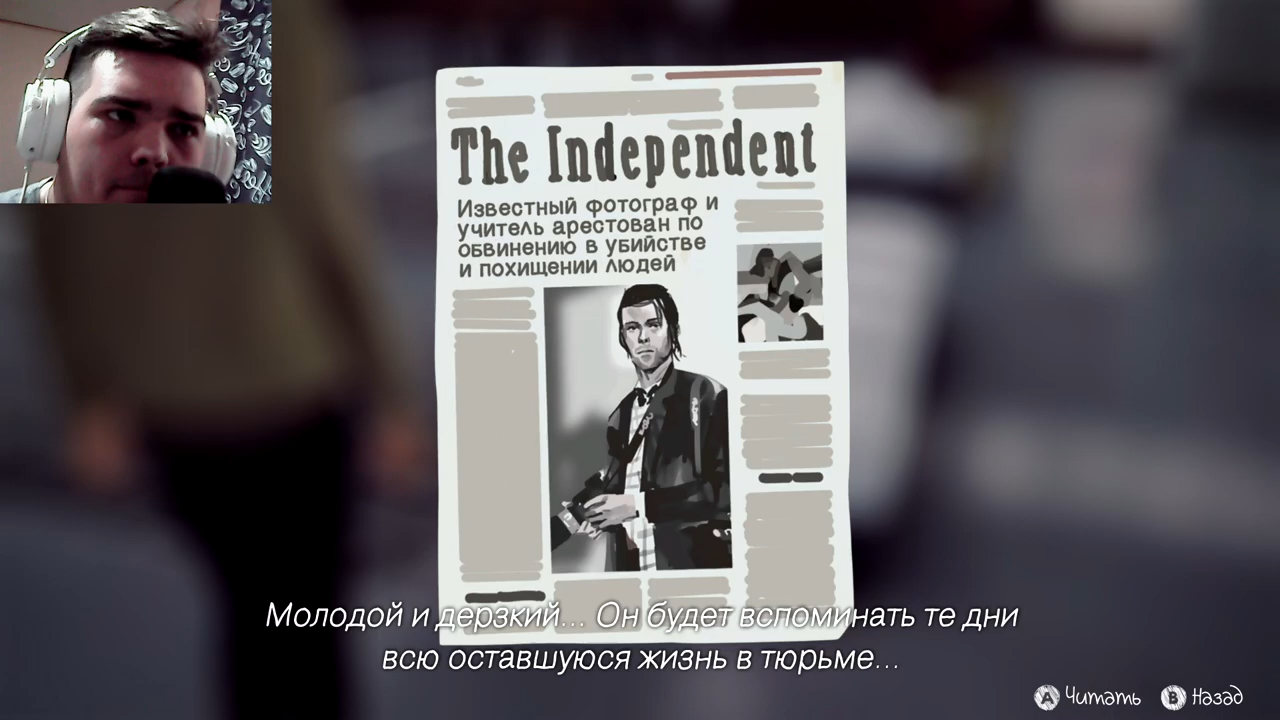 The Independent
Известный фотограф и
учитель арестован по
обвинению в убийстве
и похищении людей
Молодой и дерзкий... Он будет вспоминать те дни
всю оставшуюся жизнь в тюрьме...
A Читать B Назад